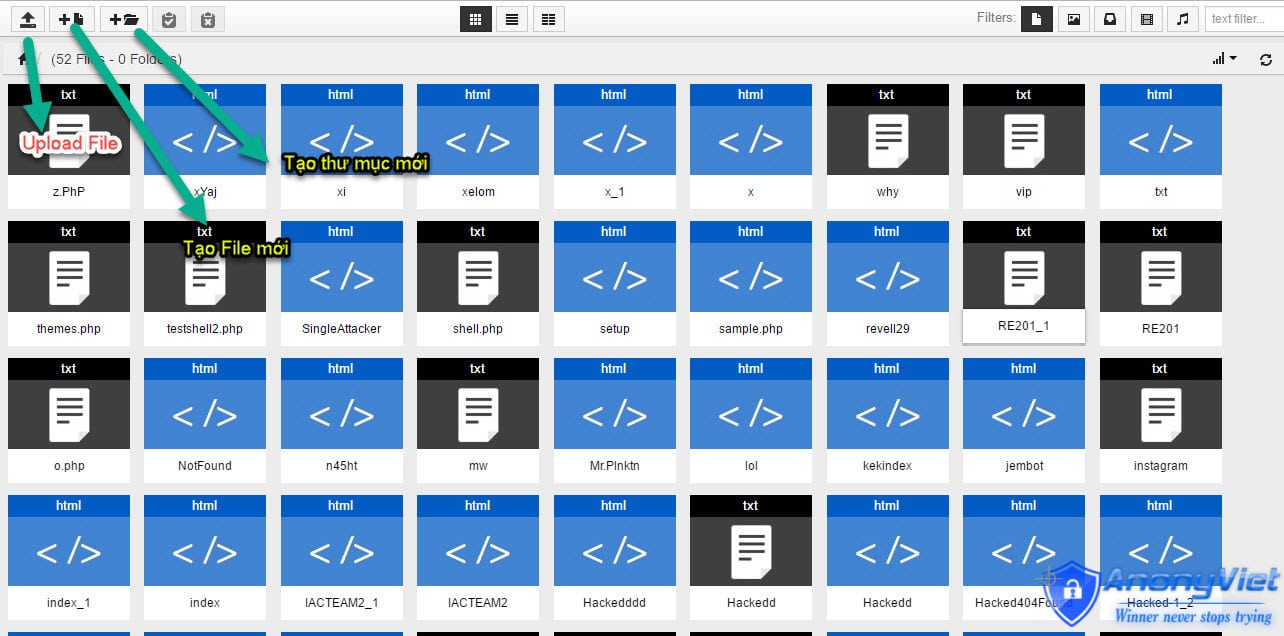 Filters:
text filter...
(52 Files - 0 Folders)
txt html html html html html txt txt html
Upload File
Tạo thư mục mới
z.PhP xYaj xi xelom x_1 x why vip txt
txt txt html txt html html html txt txt
Tạo File mới
themes.php testshell2.php SingleAttacker shell.php setup sample.php revell29 RE201_1 RE201
txt html html txt html html html html txt
o.php NotFound n45ht mw Mr.Plnktn lol kekindex jembot instagram
html html html html html txt html html html
index_1 index IACTEAM2_1 IACTEAM2 Hackedddd Hackedd Hackedd Hacked404Found Hacked-1_2
AnonyViet
Winner never stops trying